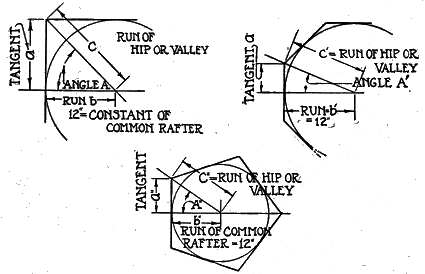 TANGENT
a
C
RUN OF
HIP OR VALLEY
ANGLE A
RUN b
12"=CONSTANT OF
COMMON RAFTER
TANGENT, a'
C'=RUN OF HIP OR
VALLEY
ANGLE A'
RUN=b'
=12"
TANGENT
a"
C"=RUN OF HIP OR
VALLEY
A"
b"
RUN OF COMMON
RAFTER =12"